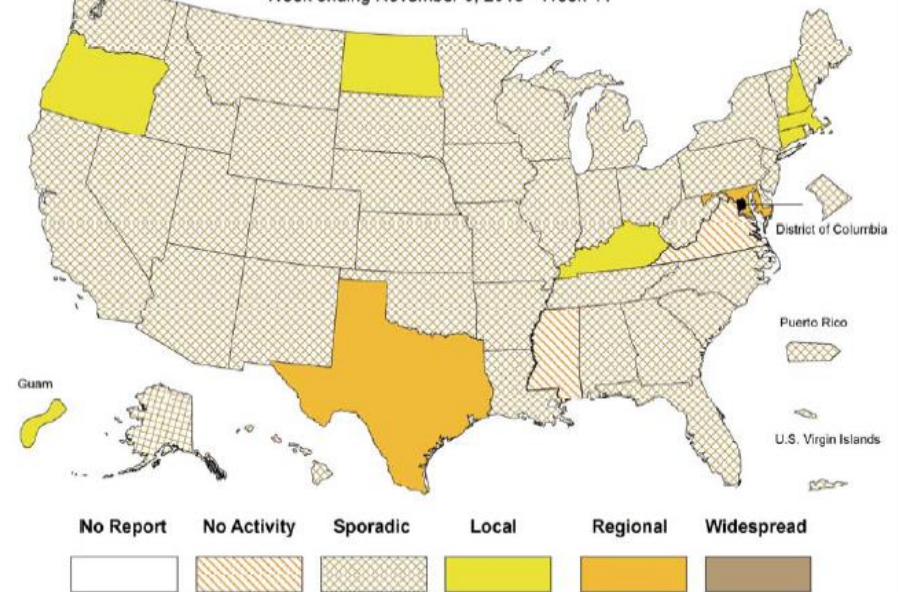 District of Columbia
Puerto Rico
Guam
U.S. Virgin Islands
No Report
No Activity
Sporadic
Local
Regional
Widespread